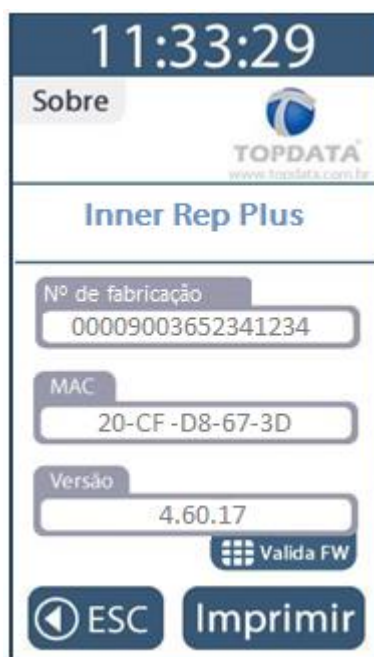 11:33:29
Sobre
TOPDATA
www.topdata.com.br
Inner Rep Plus
Nº de fabricação
00009003652341234
MAC
20-CF -D8-67-3D
Versão
4.60.17
Valida FW
ESC Imprimir